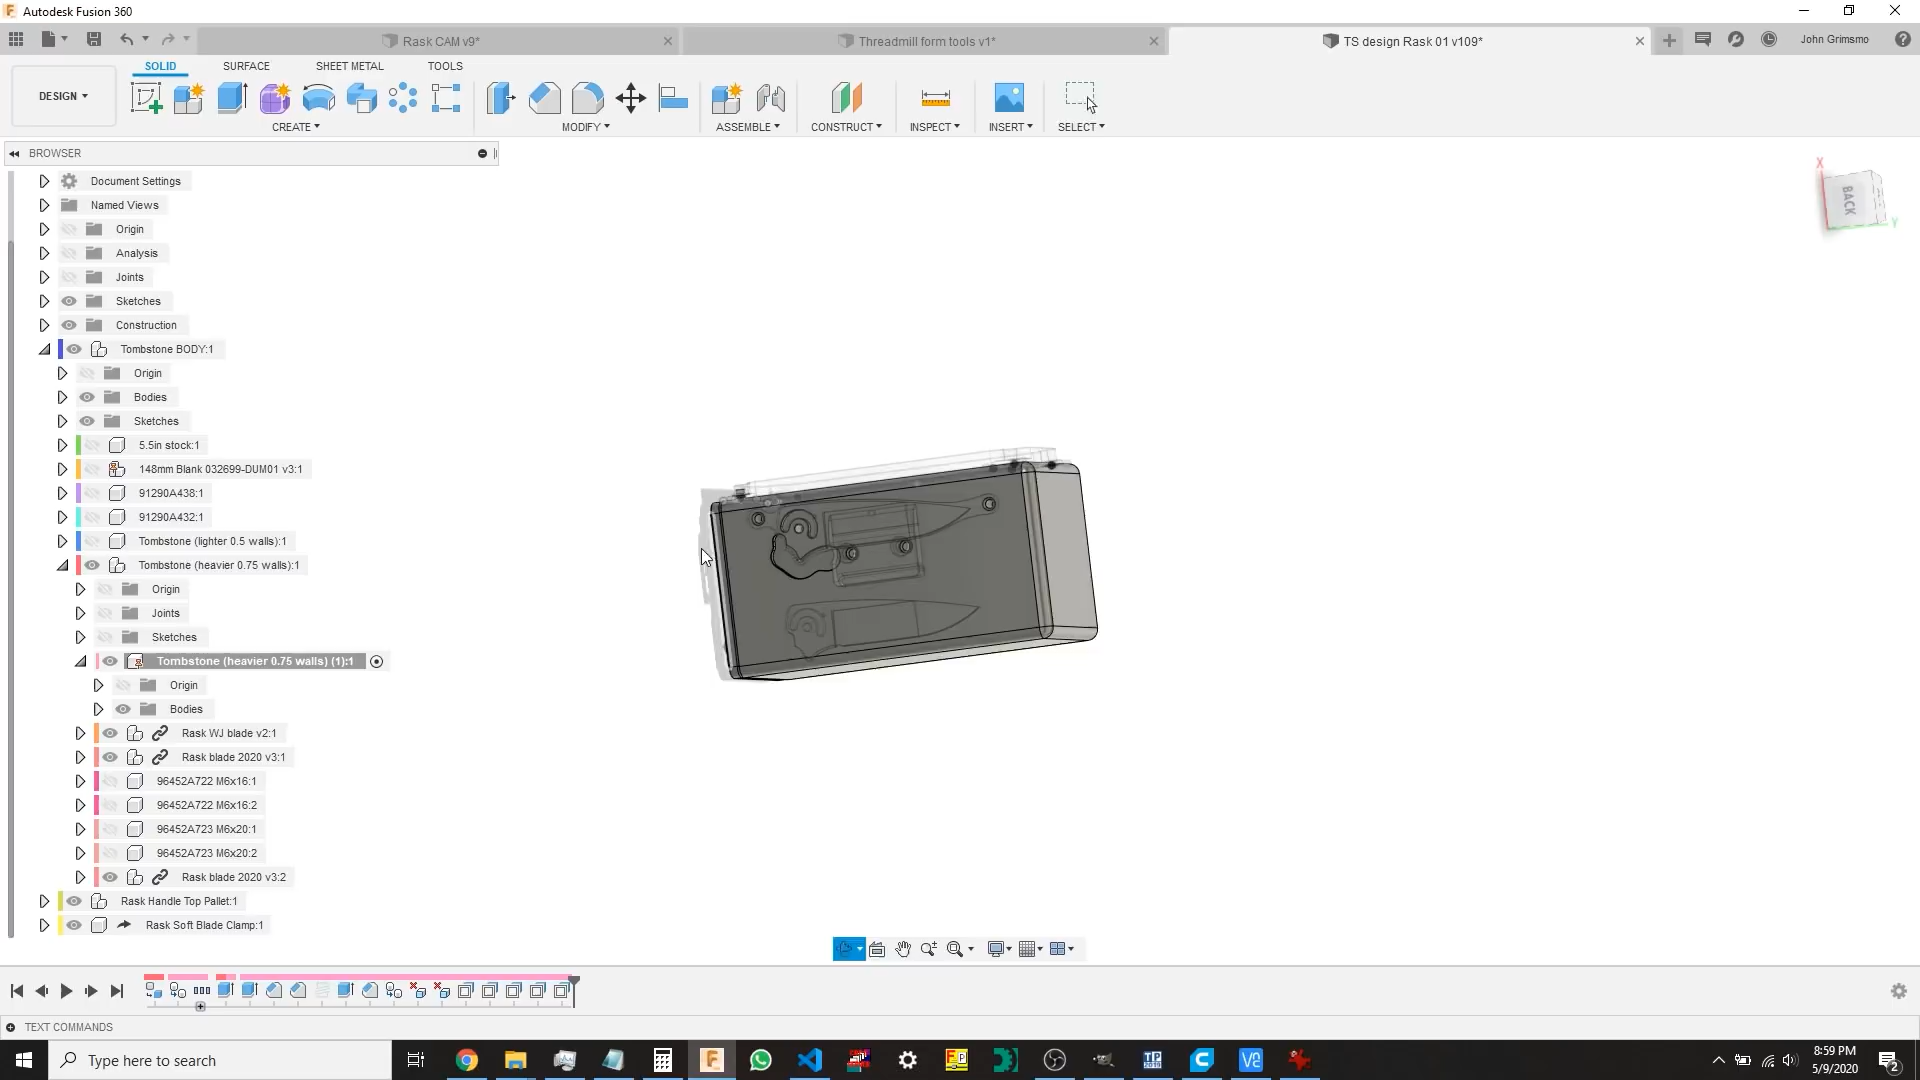 Autodesk Fusion 360
Rask CAM v9*
Threadmill form tools v1*
TS design Rask 01 v109*
John Grimsmo
SOLID
SURFACE
SHEET METAL
TOOLS
DESIGN
CREATE
MODIFY
ASSEMBLE
CONSTRUCT
INSPECT
INSERT
SELECT
BROWSER
Document Settings
Named Views
Origin
Analysis
Joints
Sketches
Construction
Tombstone BODY:1
Origin
Bodies
Sketches
5.5in stock:1
148mm Blank 032699-DUM01 v3:1
91290A438:1
91290A432:1
Tombstone (lighter 0.5 walls):1
Tombstone (heavier 0.75 walls):1
Origin
Joints
Sketches
Tombstone (heavier 0.75 walls) (1):1
Origin
Bodies
Rask WJ blade v2:1
Rask blade 2020 v3:1
96452A722 M6x16:1
96452A722 M6x16:2
96452A723 M6x20:1
96452A723 M6x20:2
Rask blade 2020 v3:2
Rask Handle Top Pallet:1
Rask Soft Blade Clamp:1
X
BACK
Y
TEXT COMMANDS
Type here to search
8:59 PM
5/9/2020
2